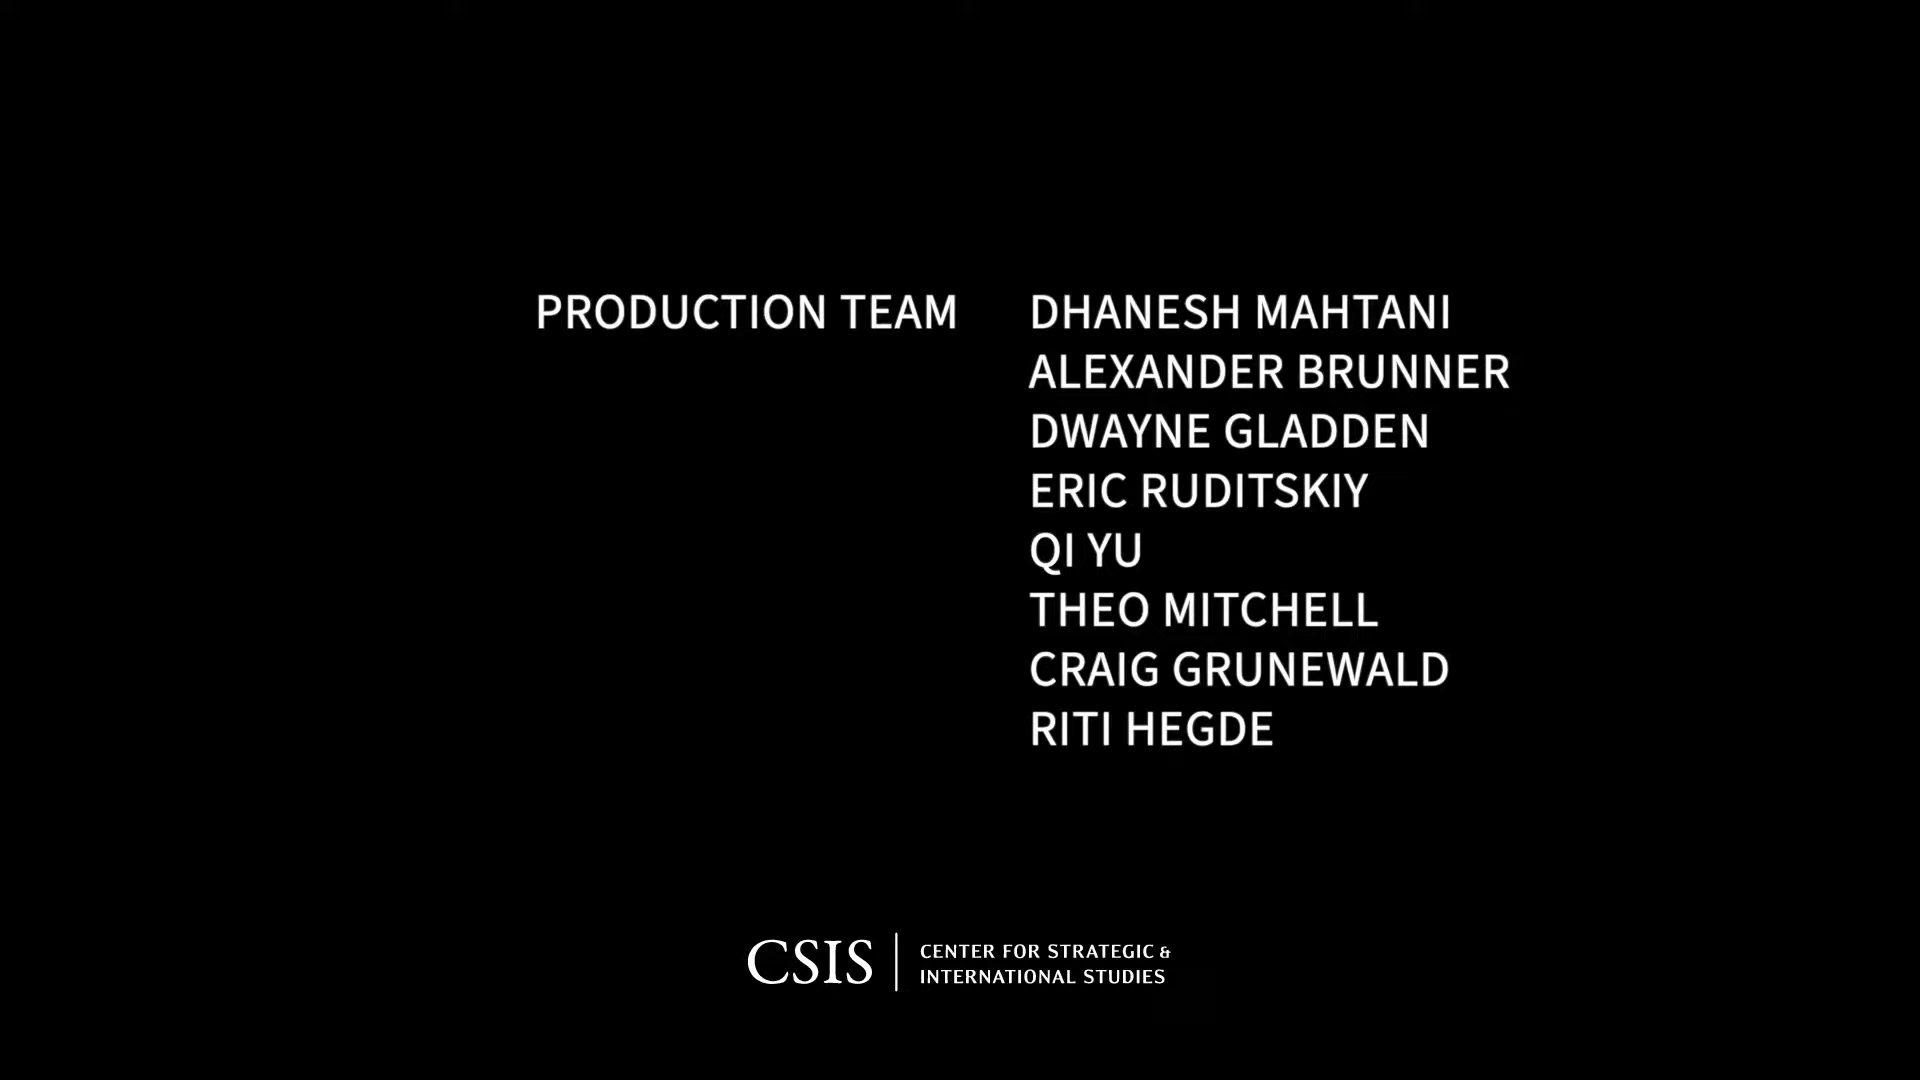 PRODUCTION TEAM DHANESH MAHTANI
ALEXANDER BRUNNER
DWAYNE GLADDEN
ERIC RUDITSKIY
QI YU
THEO MITCHELL
CRAIG GRUNEWALD
RITI HEGDE
CSIS CENTER FOR STRATEGIC &
INTERNATIONAL STUDIES